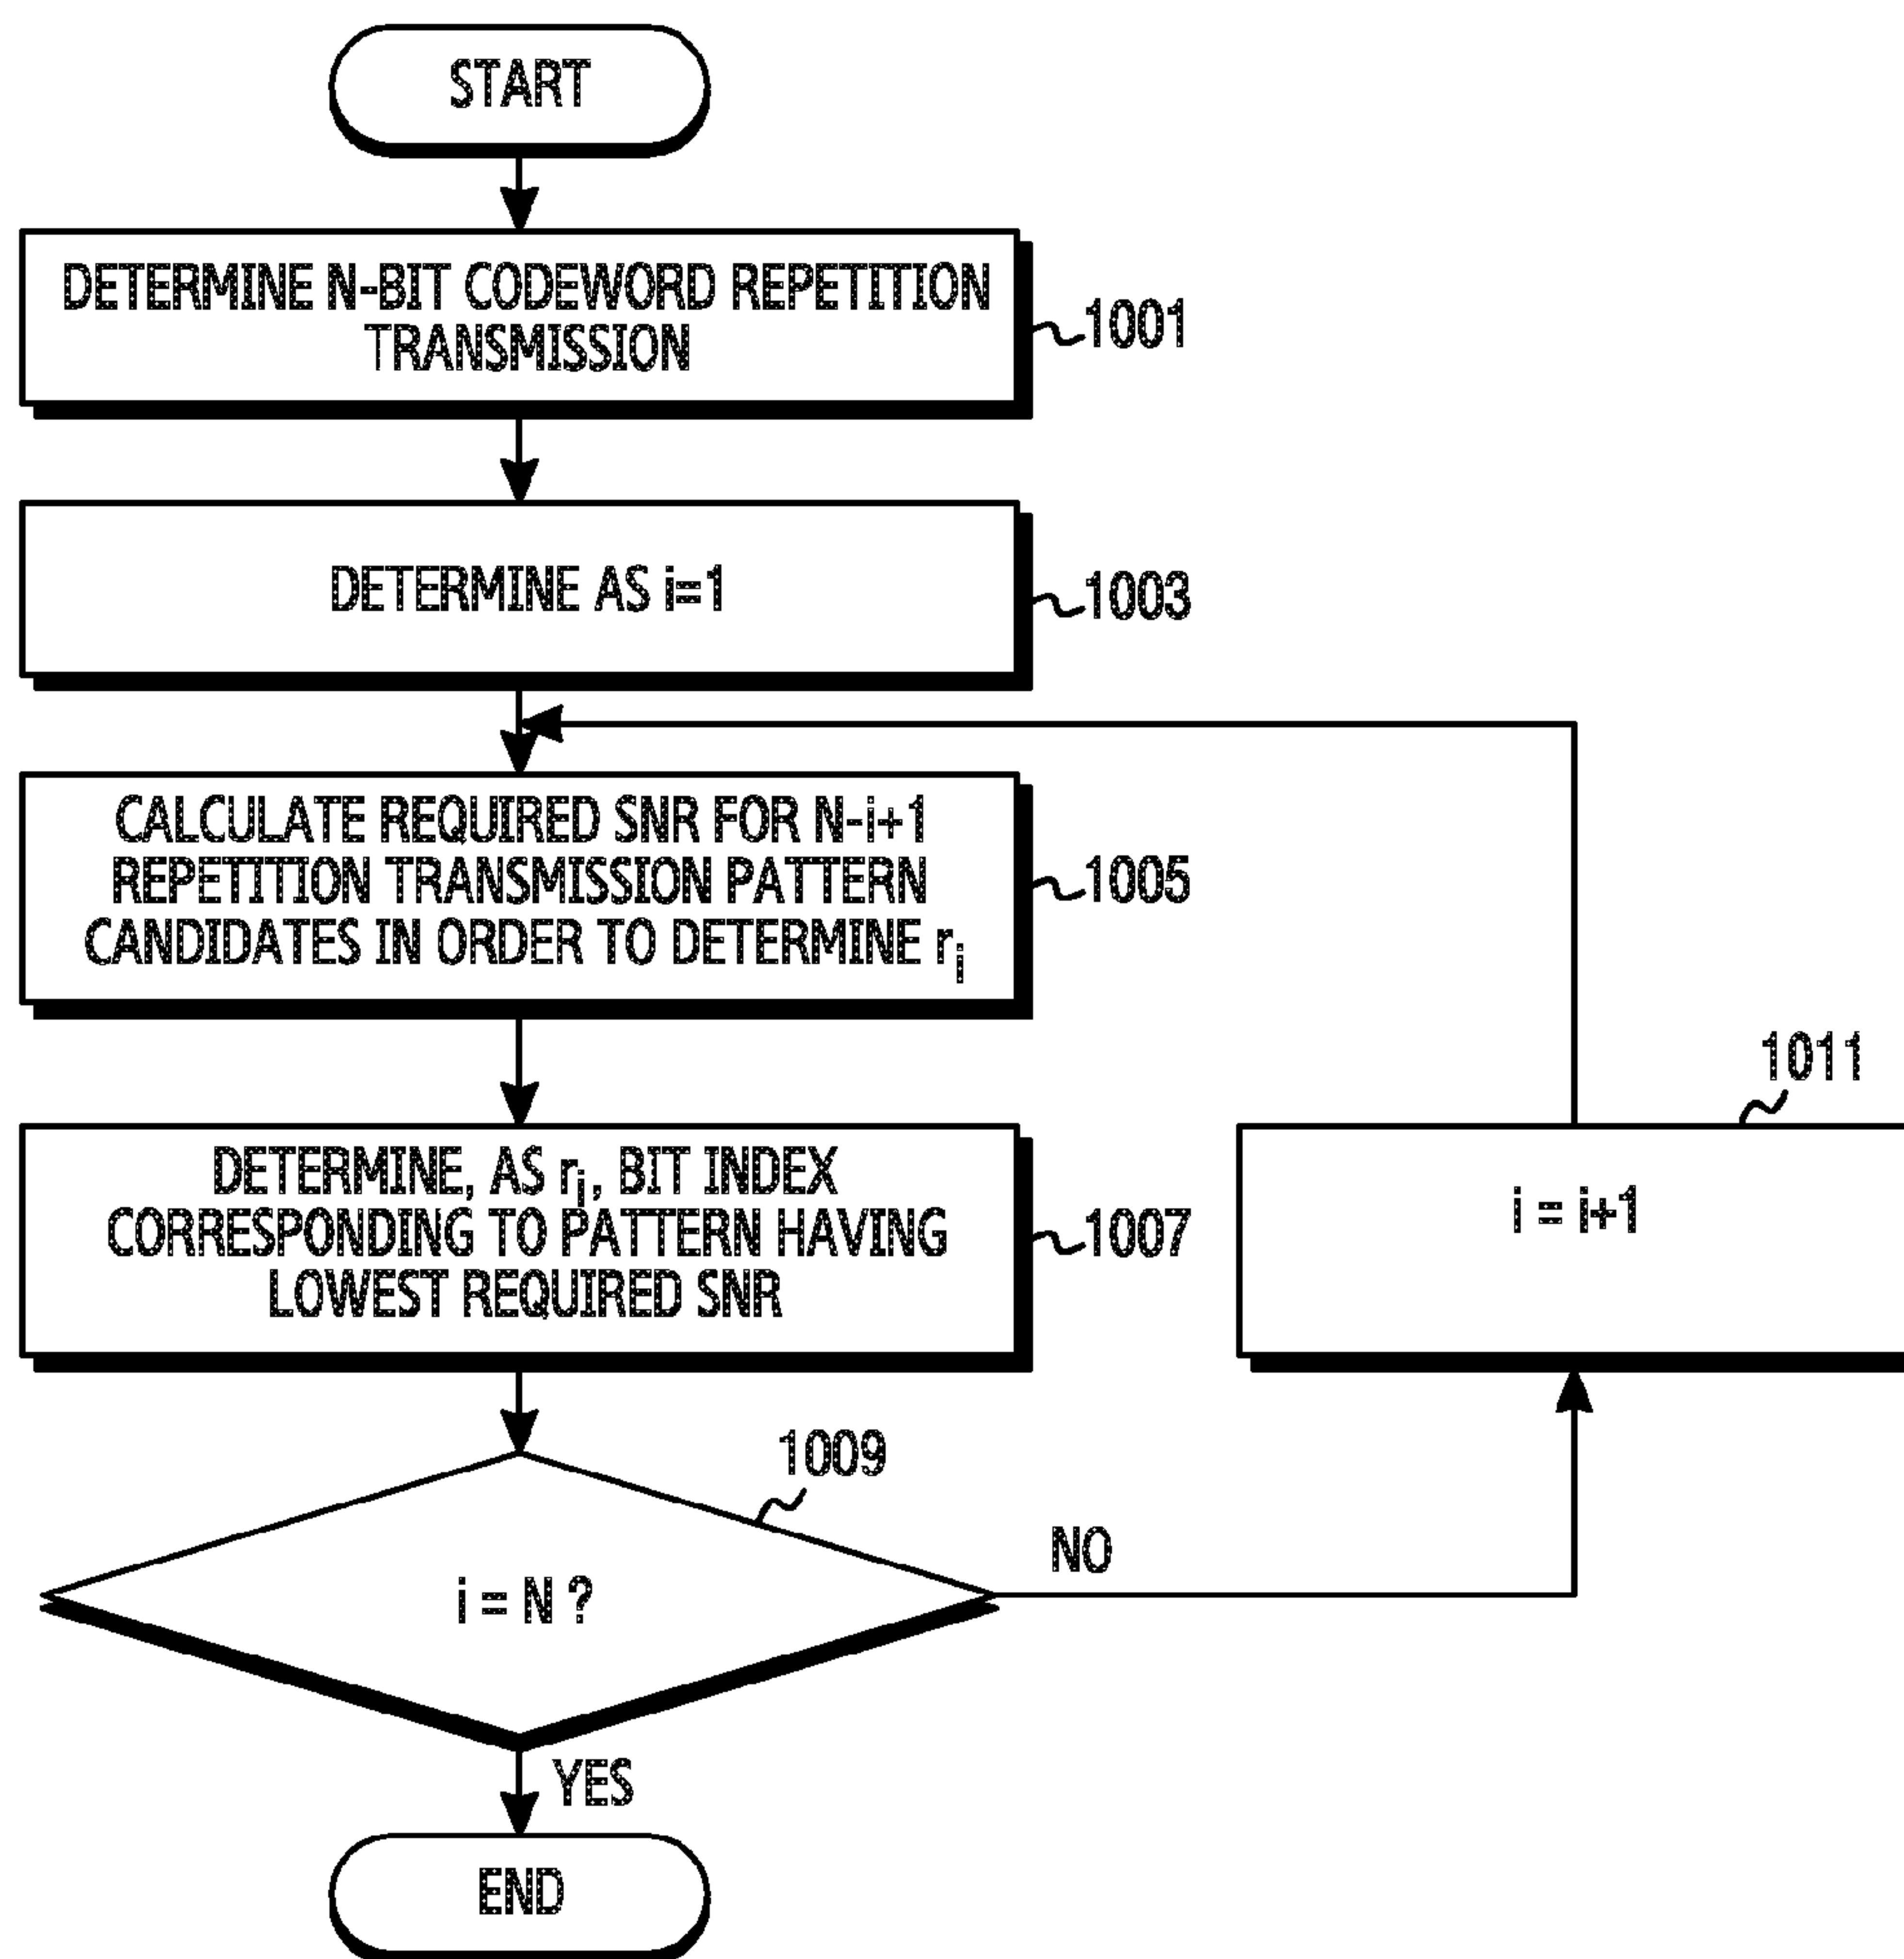 START
DETERMINE N-BIT CODEWORD REPETITION
TRANSMISSION
1001
DETERMINE AS i=1
1003
CALCULATE REQUIRED SNR FOR N-i+1
REPETITION TRANSMISSION PATTERN
CANDIDATES IN ORDER TO DETERMINE ri
1005
1011
DETERMINE, AS ri, BIT INDEX
CORRESPONDING TO PATTERN HAVING
LOWEST REQUIRED SNR
1007
i = i+1
1009
i = N ?
NO
YES
END